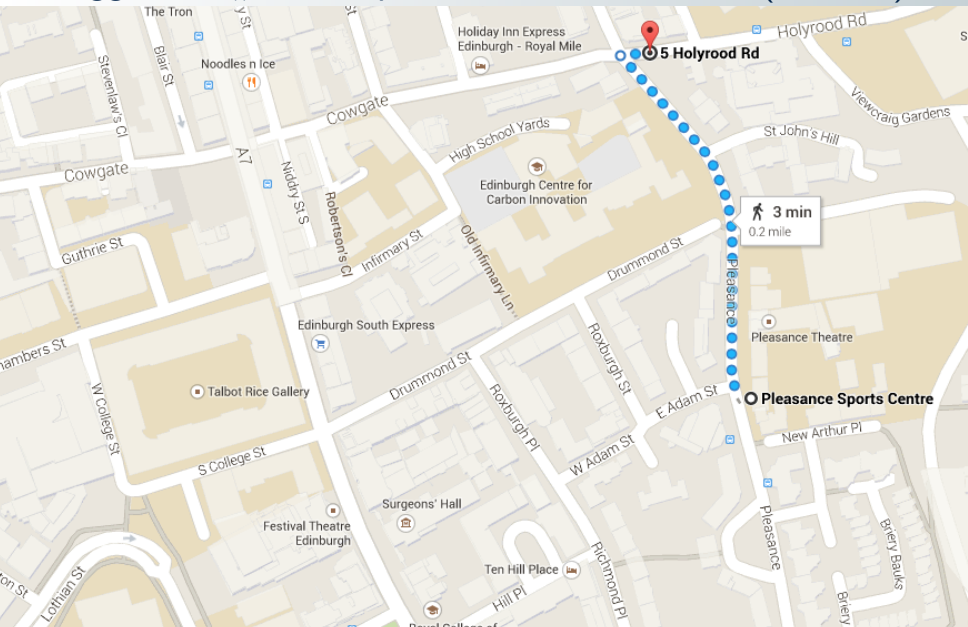 The Tron
Holiday Inn Express
Edinburgh - Royal Mile
Holyrood Rd
5 Holyrood Rd
Noodles n Ice
Blair St
Stevenlaw's Cl
Cowgate
Viewcraig Gardens
High School Yards
St John's Hill
A7
Cowgate
Edinburgh Centre for
Carbon Innovation
Niddry St S
Robertson's Cl
3 min
0.2 mile
Guthrie St
Infirmary St
Old Infirmary Ln
Drummond St
Pleasance
Edinburgh South Express
Pleasance Theatre
Roxburgh St
Talbot Rice Gallery
Drummond St
W College St
E Adam St
Pleasance Sports Centre
Roxburgh Pl
New Arthur Pl
W Adam St
S College St
Surgeons' Hall
Festival Theatre
Edinburgh
Pleasance
Briery Bauks
Ten Hill Place
Richmond Pl
Hill Pl
Lothian St
Briery